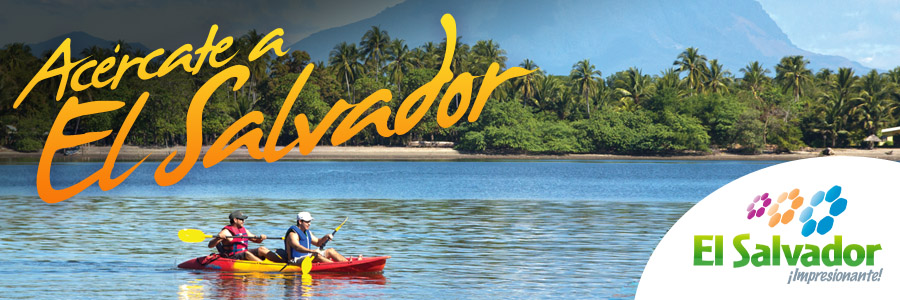 Acércate a
El Salvador
El Salvador
¡Impresionante!